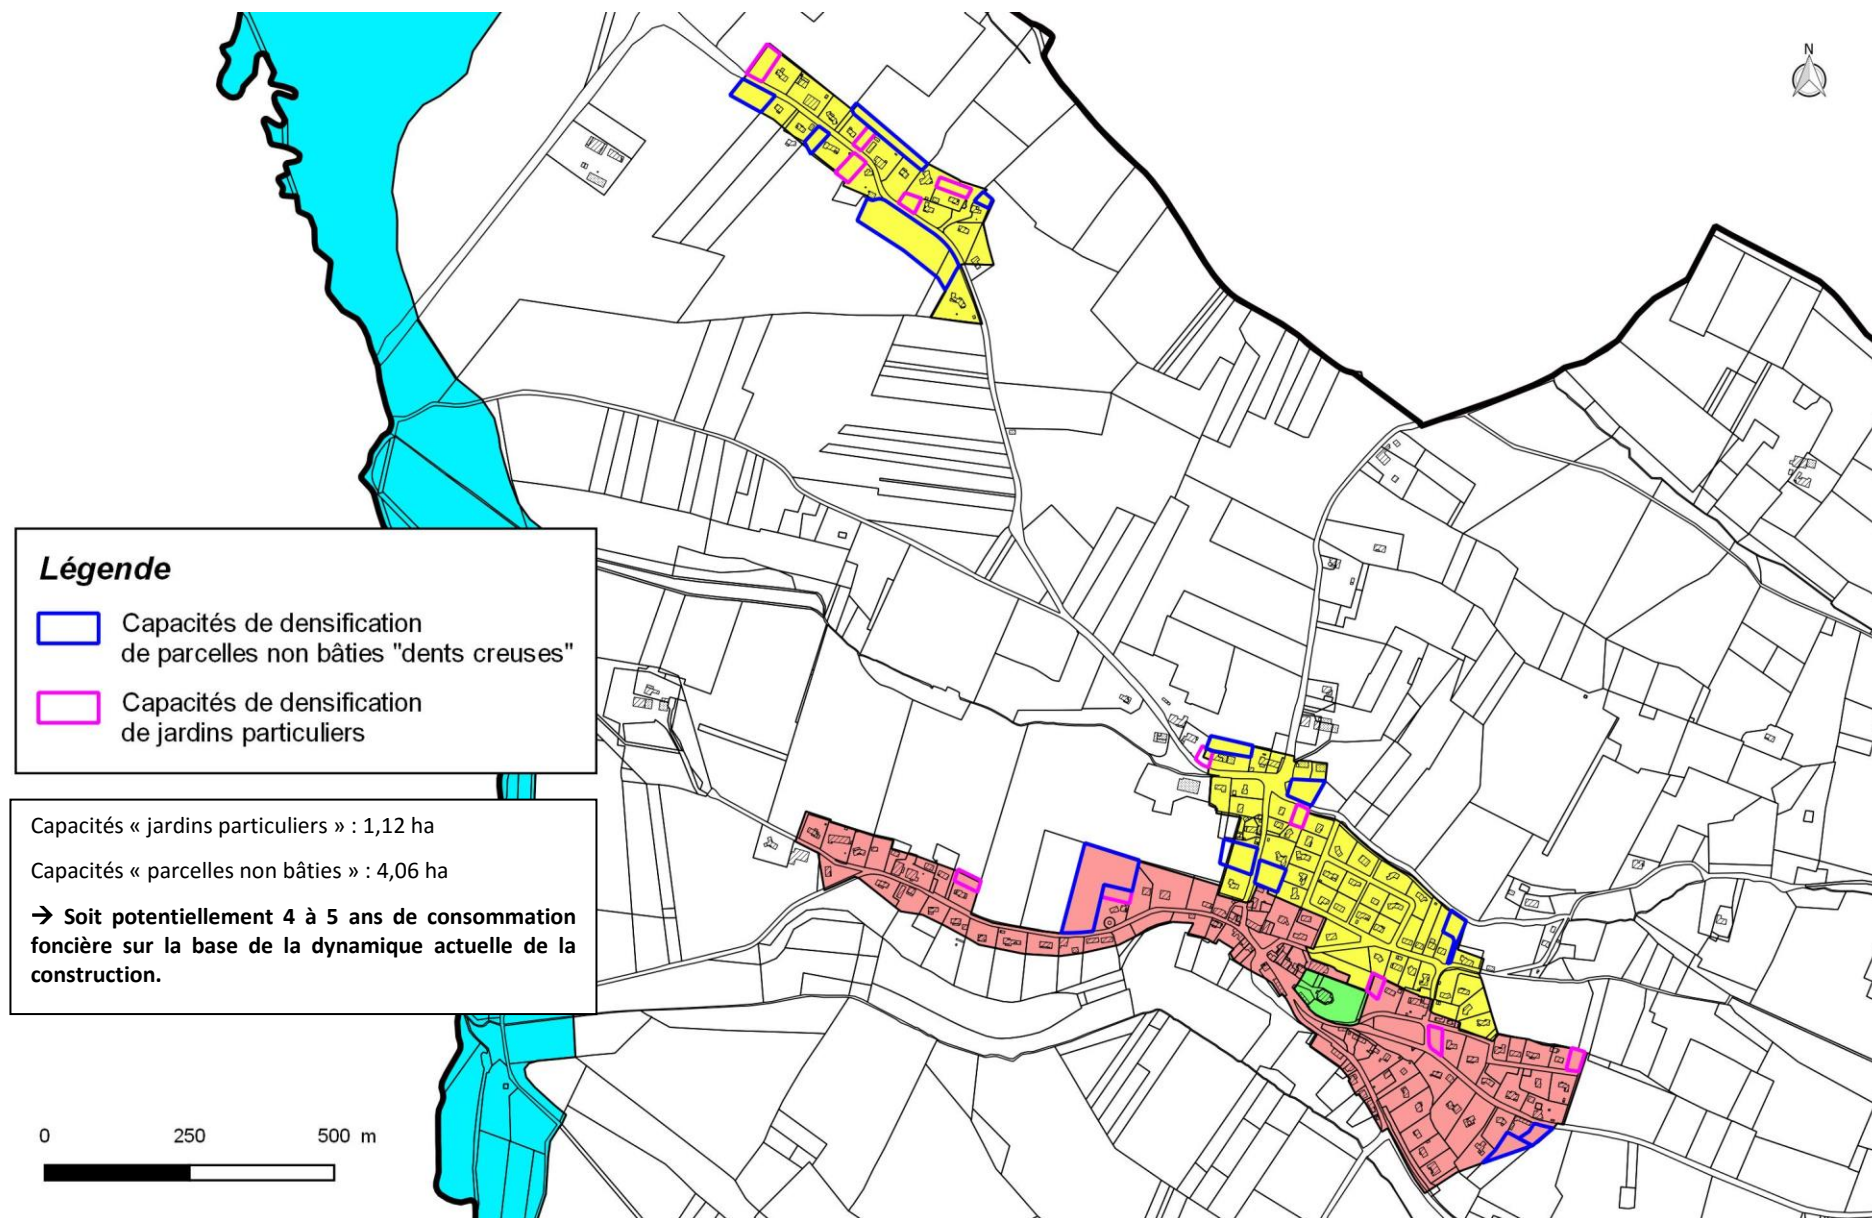 N
Légende
Capacités de densification
de parcelles non bâties "dents creuses"
Capacités de densification
de jardins particuliers
Capacités « jardins particuliers » : 1,12 ha
Capacités « parcelles non bâties » : 4,06 ha
→ Soit potentiellement 4 à 5 ans de consommation
foncière sur la base de la dynamique actuelle de la
construction.
0 250 500 m